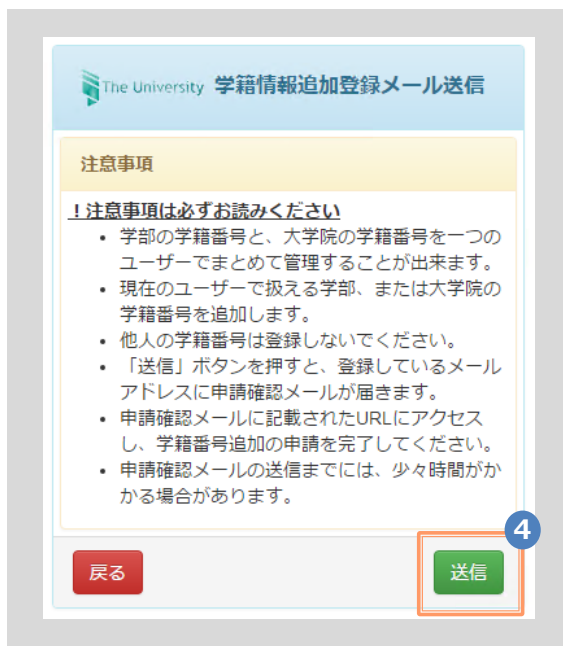 The University 学籍情報追加登録メール送信
注意事項
！注意事項は必ずお読みください
• 学部の学籍番号と、大学院の学籍番号を一つの
ユーザーでまとめて管理することが出来ます。
• 現在のユーザーで扱える学部、または大学院の
学籍番号を追加します。
• 他人の学籍番号は登録しないでください。
• 「送信」ボタンを押すと、登録しているメール
アドレスに申請確認メールが届きます。
• 申請確認メールに記載されたURLにアクセス
し、学籍番号追加の申請を完了してください。
• 申請確認メールの送信までには、少々時間がか
かる場合があります。
4
戻る 送信